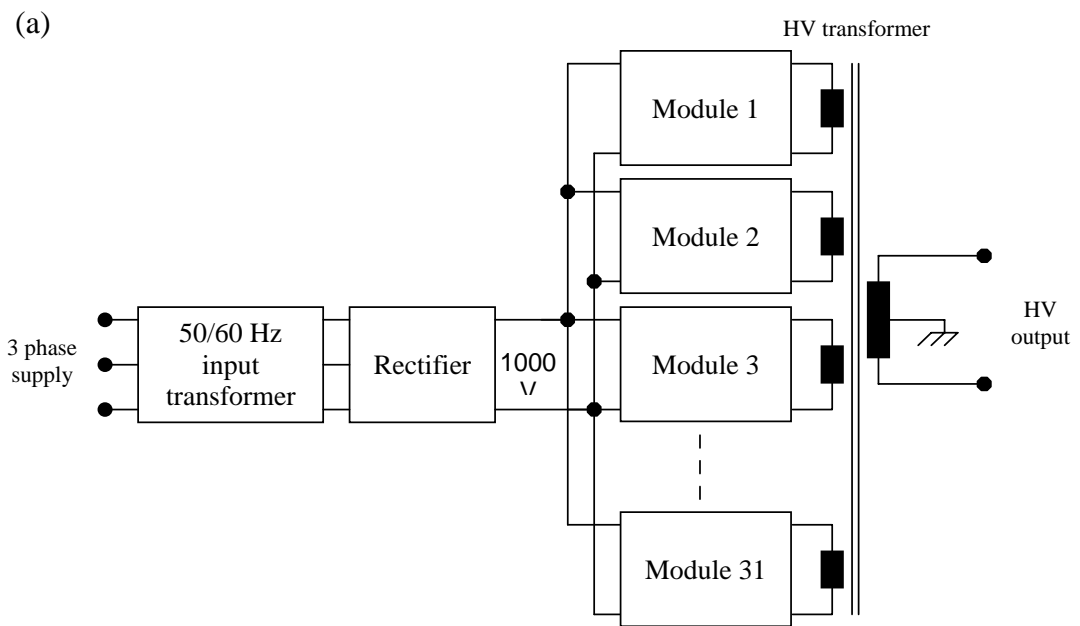 (a)
HV transformer
Module 1
Module 2
3 phase
supply
50/60 Hz
input
transformer
Rectifier
1000
V
Module 3
HV
output
Module 31